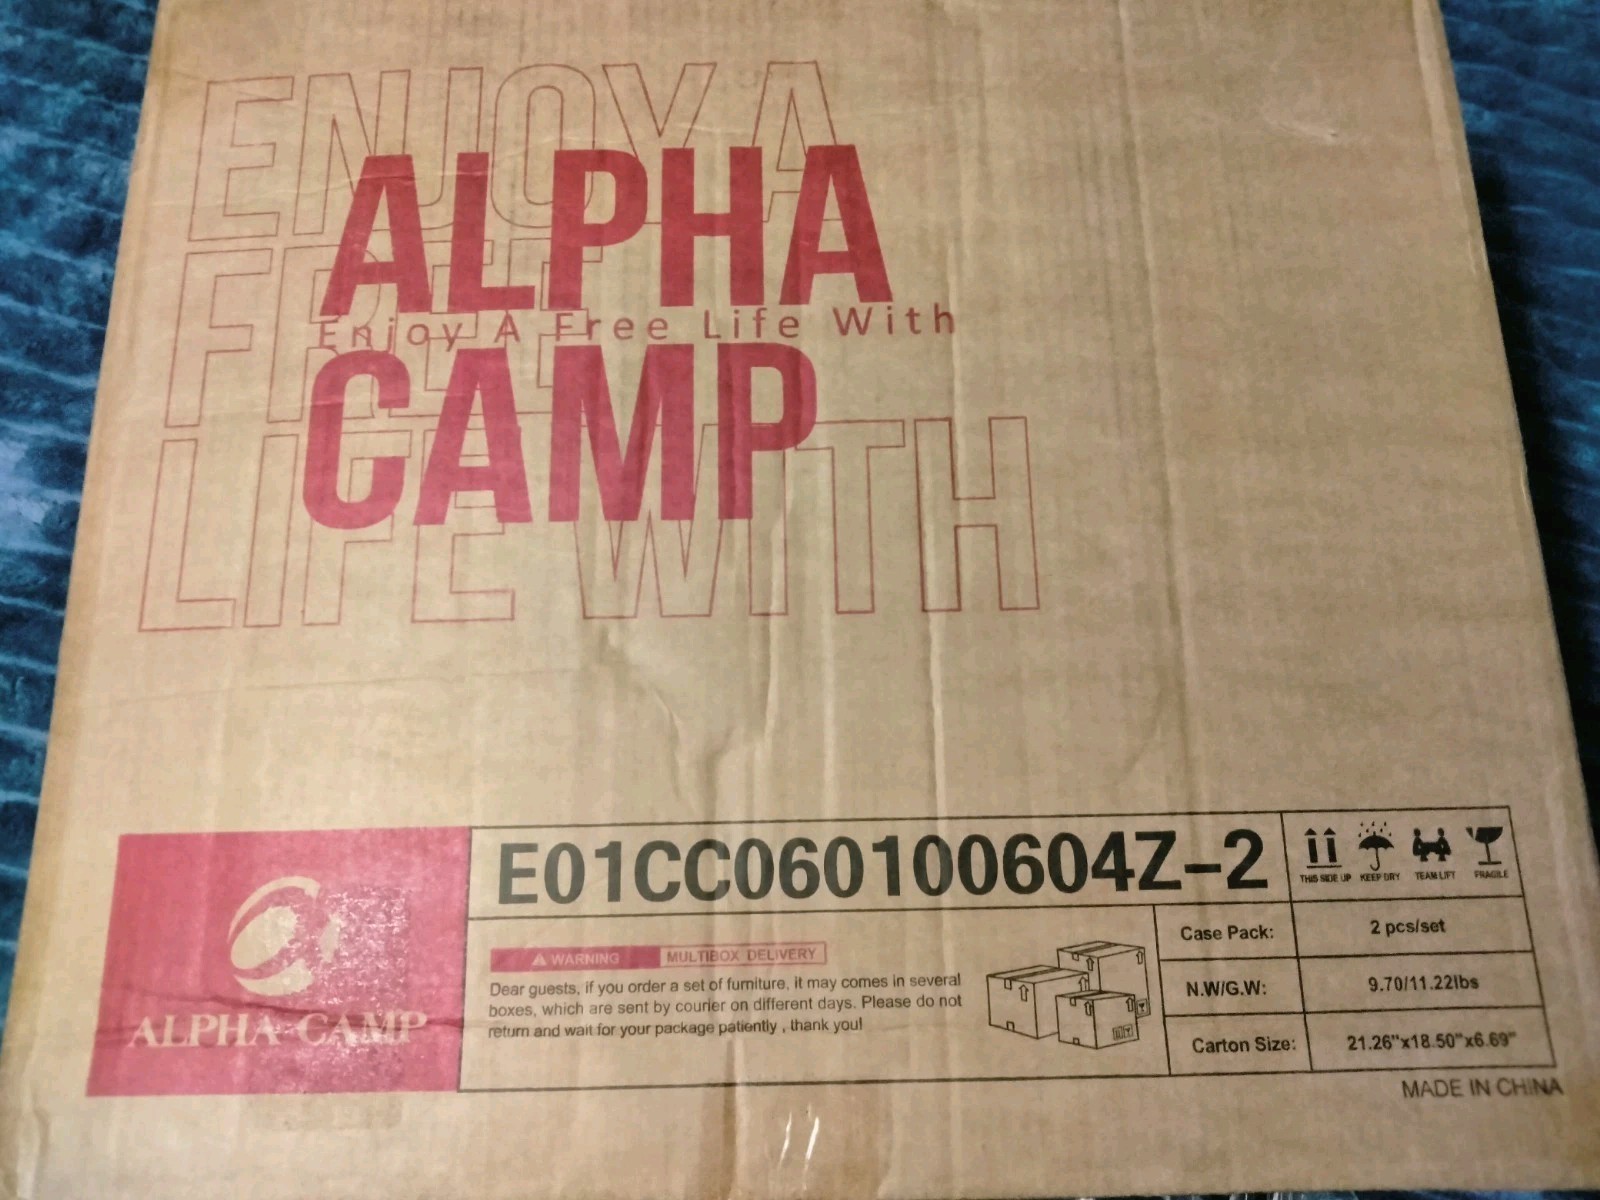 ENJOY A
FREE
LIFE WITH
ALPHA
Enjoy A Free Life With
CAMP
ALPHA CAMP
E01CC060100604Z-2
THIS SIDE UP KEEP DRY TEAM LIFT FRAGILE
WARNING MULTIBOX DELIVERY
Dear guests, if you order a set of furniture, it may comes in several
boxes, which are sent by courier on different days. Please do not
return and wait for your package patiently , thank you!
Case Pack: 2 pcs/set
N.W/G.W: 9.70/11.22lbs
Carton Size: 21.26"x18.50"x6.69"
MADE IN CHINA